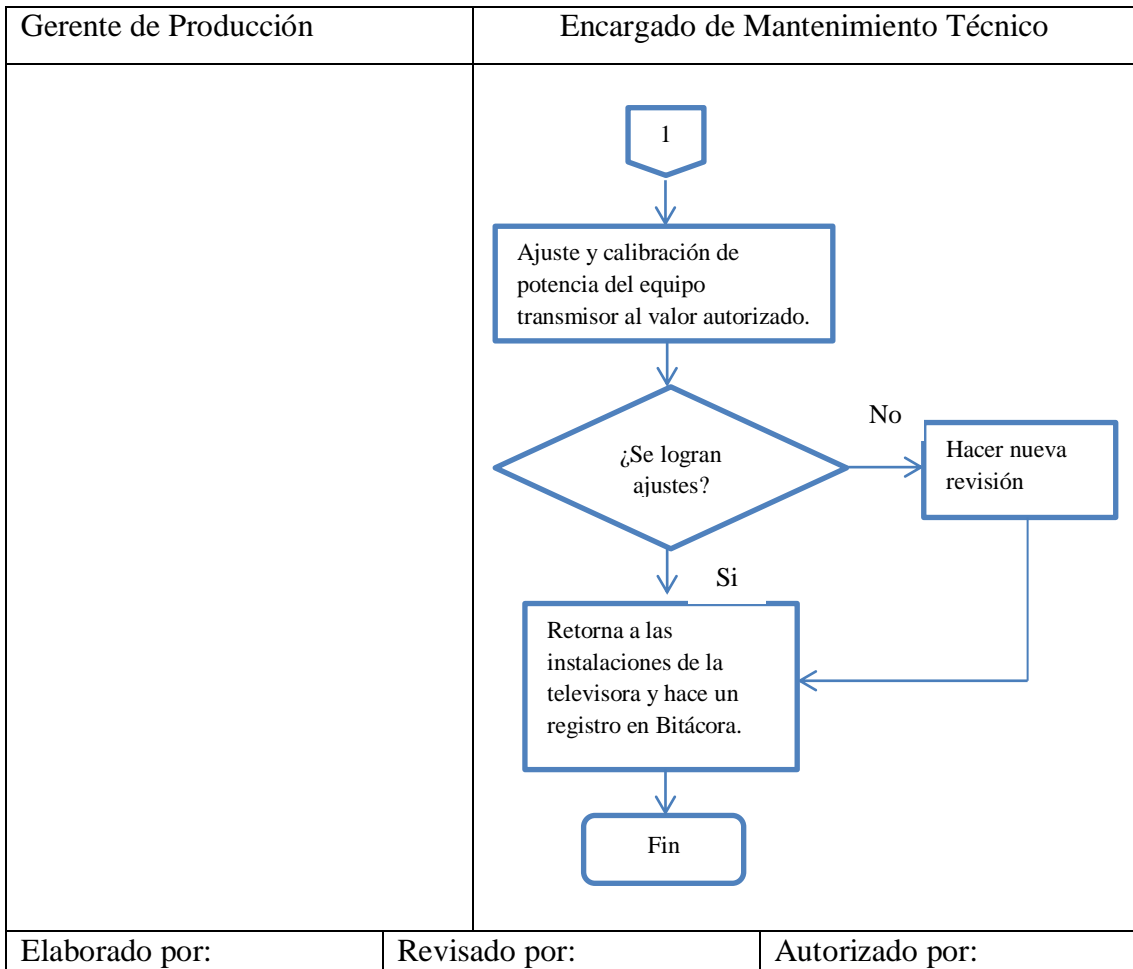 Gerente de Producción
Encargado de Mantenimiento Técnico
1
Ajuste y calibración de
potencia del equipo
transmisor al valor autorizado.
¿Se logran
ajustes?
No
Hacer nueva
revisión
Si
Retorna a las
instalaciones de la
televisora y hace un
registro en Bitácora.
Fin
Elaborado por:
Revisado por:
Autorizado por: